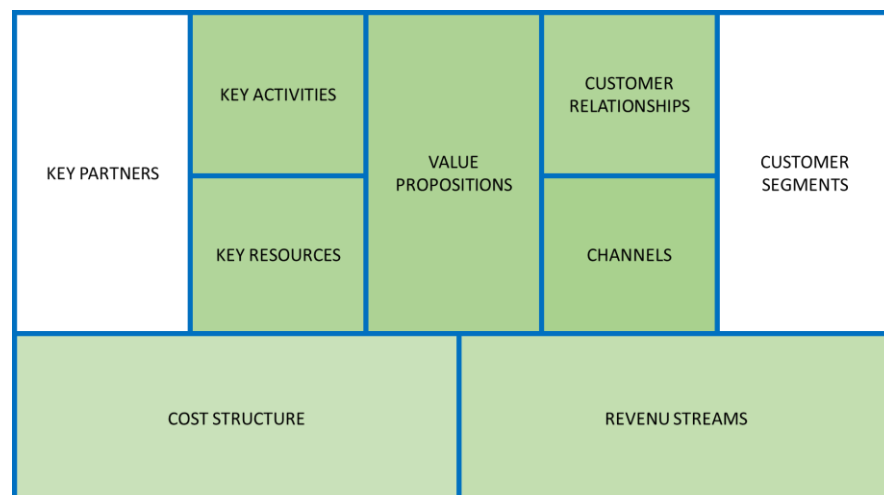 KEY PARTNERS
KEY ACTIVITIES
KEY RESOURCES
VALUE
PROPOSITIONS
CUSTOMER
RELATIONSHIPS
CHANNELS
CUSTOMER
SEGMENTS
COST STRUCTURE
REVENU STREAMS